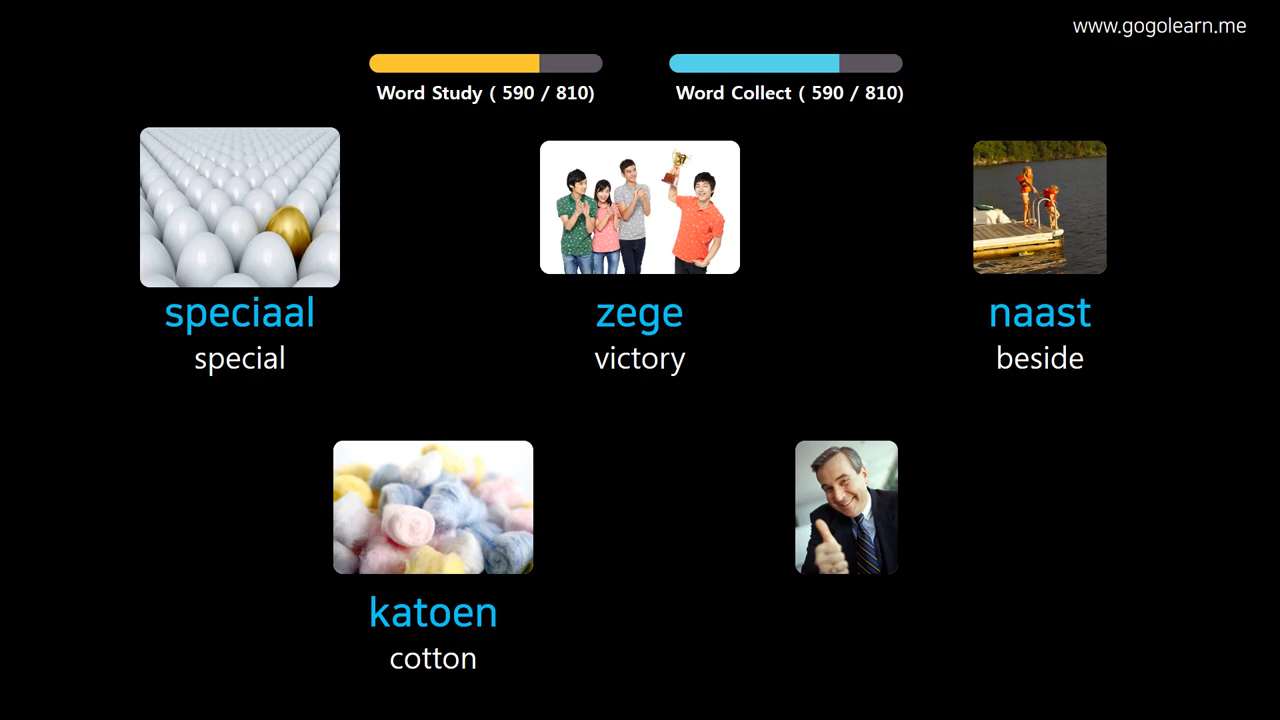 www.gogolearn.me
Word Study ( 590 / 810)
Word Collect ( 590 / 810)
speciaal
special
zege
victory
naast
beside
katoen
cotton